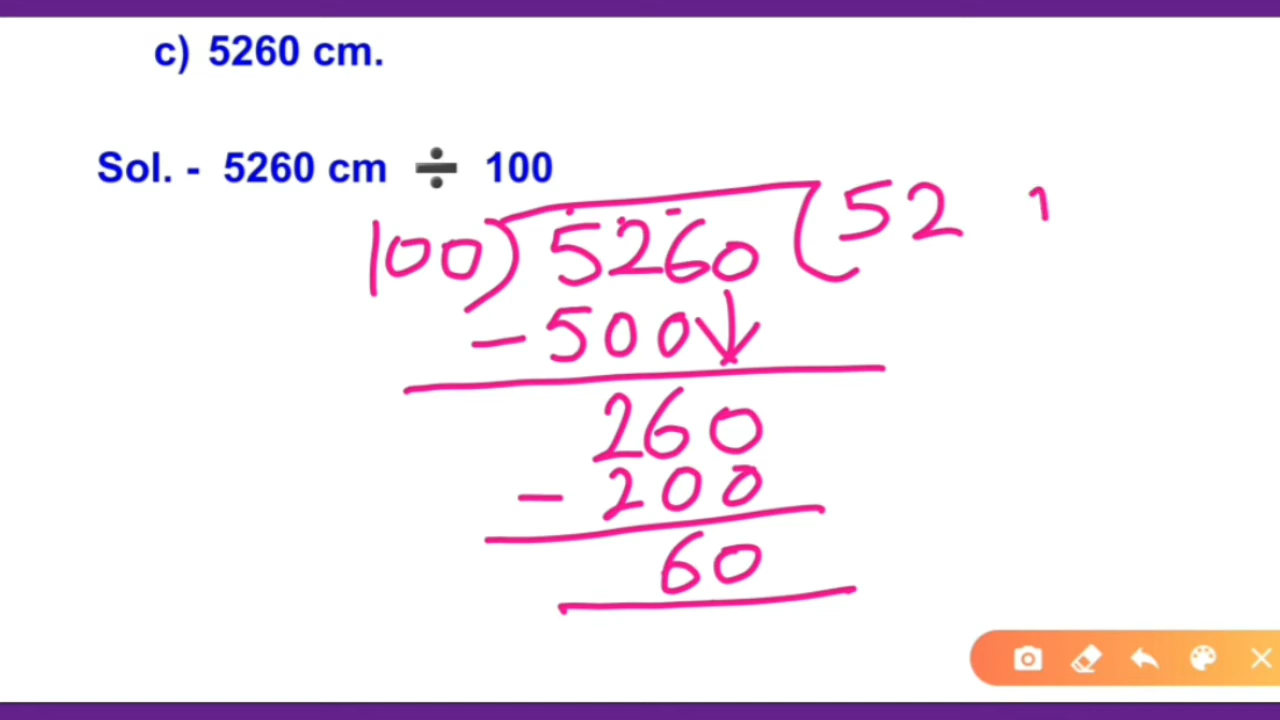 c) 5260 cm.
Sol. - 5260 cm ÷ 100
100) 5260 (52
- 500
260
- 200
60